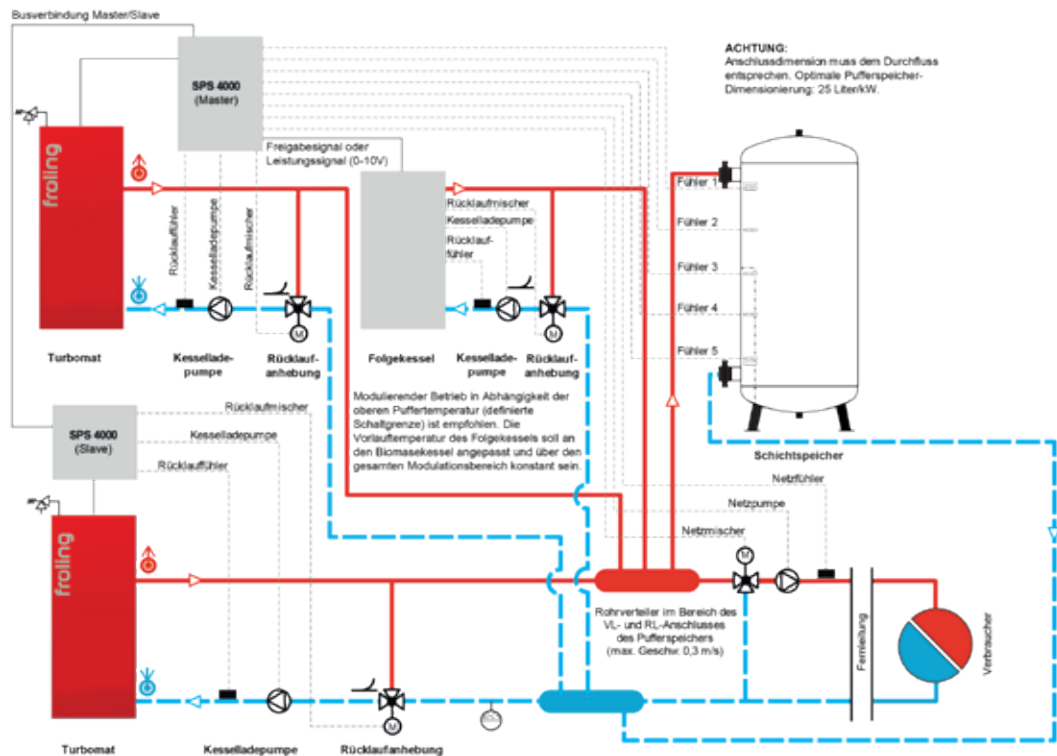 Busverbindung Master/Slave
SPS 4000
(Master)
ACHTUNG:
Anschlussdimension muss dem Durchfluss
entsprechen. Optimale Pufferspeicher-
Dimensionierung: 25 Liter/kW.
froling
Freigabesignal oder
Leistungssignal (0-10V)
Rücklauffühler
Kesselladepumpe
Rücklaufmischer
Rücklaufmischer
Kesselladepumpe
Rücklauf-
fühler
Fühler 1
Fühler 2
Fühler 3
Fühler 4
Fühler 5
M
M
Turbomat
Kessellade-
pumpe
Rücklauf-
anhebung
Folgekessel
Kessellade-
pumpe
Rücklauf-
anhebung
Modulierender Betrieb in Abhängigkeit der
oberen Puffertemperatur (definierte
Schaltgrenze) ist empfohlen. Die
Vorlauftemperatur des Folgekessels soll an
den Biomasekessel angepasst und über den
gesamten Modulationsbereich konstant sein.
Schichtspeicher
SPS 4000
(Slave)
Rücklaufmischer
Kesselladepumpe
Rücklauffühler
Netzfühler
Netzpumpe
Netzmischer
M
froling
Rohrverteiler im Bereich des
VL- und RL-Anschlusses
des Pufferspeichers
(max. Geschw. 0,3 m/s)
Fernleitung
Verbraucher
M
Turbomat
Kesselladepumpe
Rücklaufanhebung